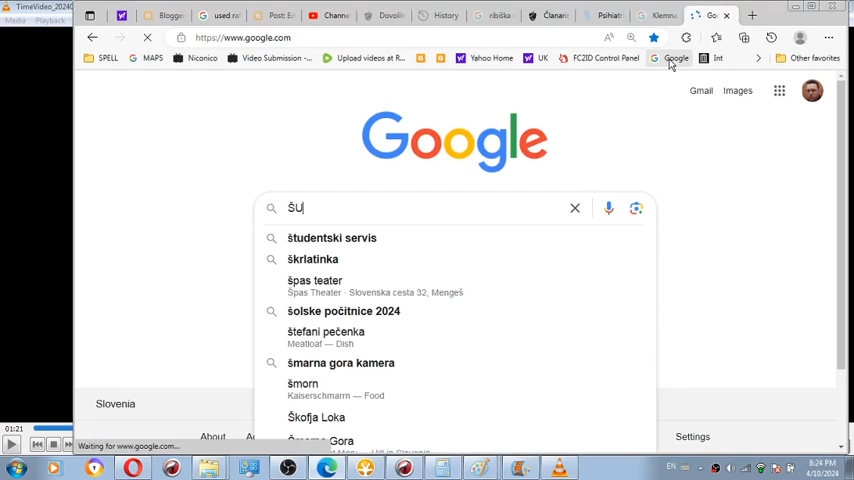 TimeVideo_2024
Media Playback
Blogger
used ra
Post: Ed
Channe
Dovolil
History
ribiška
Članari
Psihiatr
Klemna
Go
https://www.google.com
SPELL
MAPS
Niconico
Video Submission -...
Upload videos at R...
Yahoo Home
UK
FC2ID Control Panel
Google
Int
Other favorites
Gmail
Images
Google
ŠU
študentski servis
škrlatinka
špas teater
Špas Theater · Slovenska cesta 32, Mengeš
šolske počitnice 2024
štefani pečenka
Meatloaf — Dish
šmarna gora kamera
šmorn
Kaiserschmarrn — Food
Škofja Loka
Šmarna Gora
Slovenia
About
Settings
01:21
Waiting for www.google.com...
EN
8:24 PM
4/10/2024